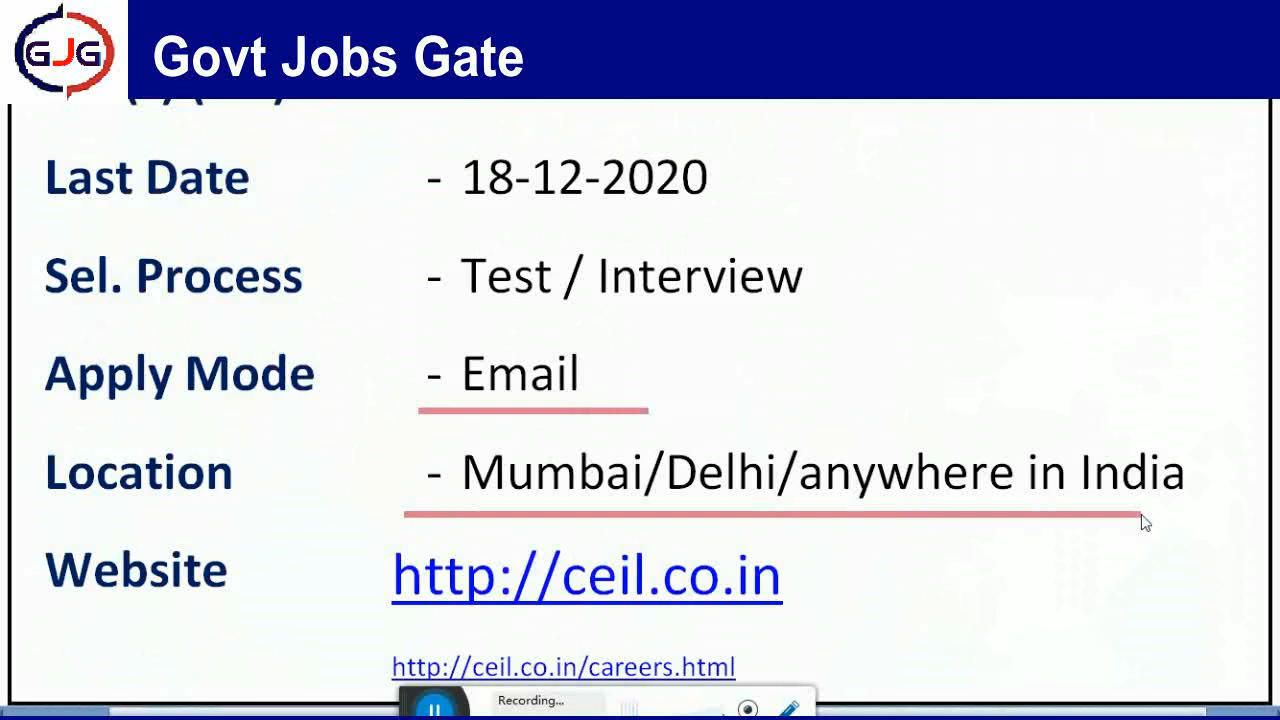 GJG
Govt Jobs Gate
Last Date - 18-12-2020
Sel. Process - Test / Interview
Apply Mode - Email
Location - Mumbai/Delhi/anywhere in India
Website http://ceil.co.in
http://ceil.co.in/careers.html
Recording...